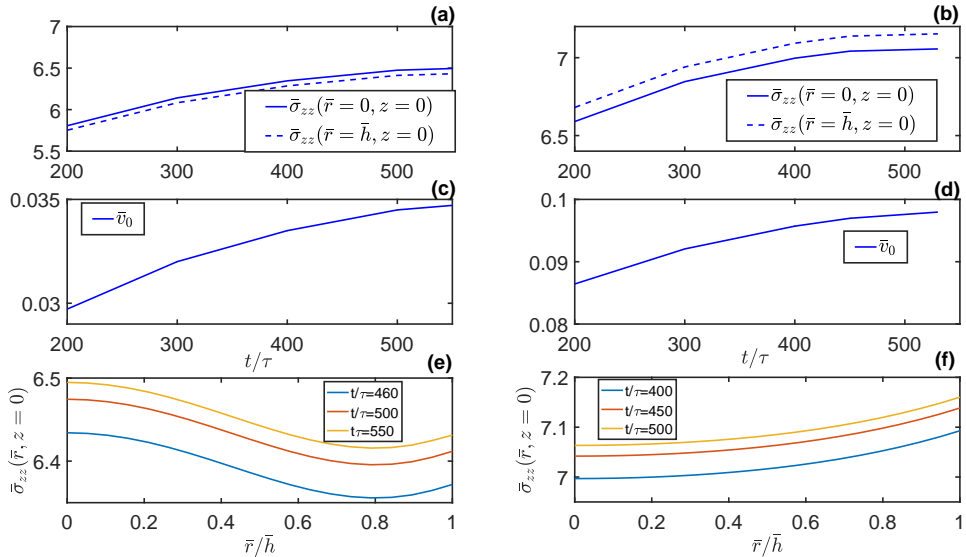 (a)
7
6.5
6
5.5
σ̄zz(r̄ = 0, z = 0)
σ̄zz(r̄ = h̄, z = 0)
200 300 400 500
(b)
7
6.5
σ̄zz(r̄ = 0, z = 0)
σ̄zz(r̄ = h̄, z = 0)
200 300 400 500
(c)
0.035
0.03
v̄0
200 300 400 500
t/τ
(d)
0.1
0.09
0.08
v̄0
200 300 400 500
t/τ
(e)
6.5
6.4
σ̄zz(r̄, z = 0)
t/τ=460
t/τ=500
tτ=550
0 0.2 0.4 0.6 0.8 1
r̄/h̄
(f)
7.2
7.1
7
σ̄zz(r̄, z = 0)
t/τ=400
t/τ=450
t/τ=500
0 0.2 0.4 0.6 0.8 1
r̄/h̄